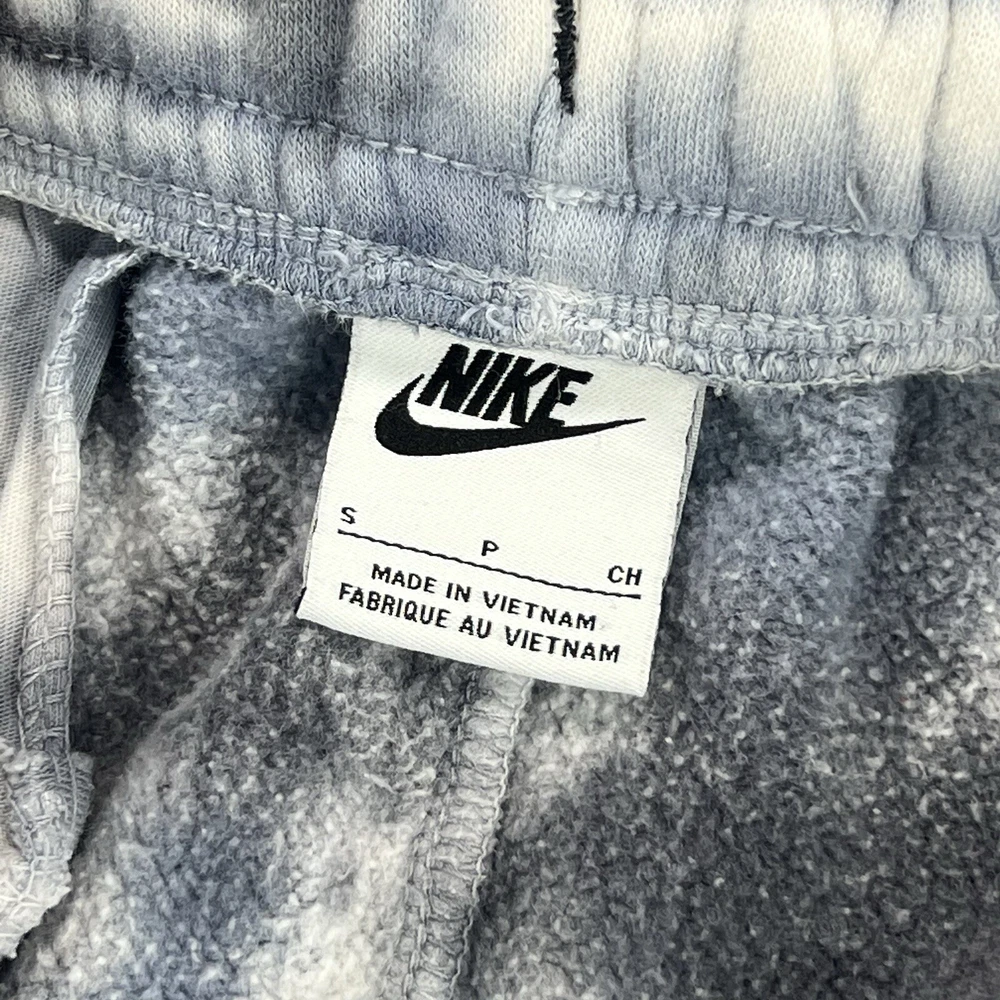 NIKE
S
P
CH
MADE IN VIETNAM
FABRIQUE AU VIETNAM